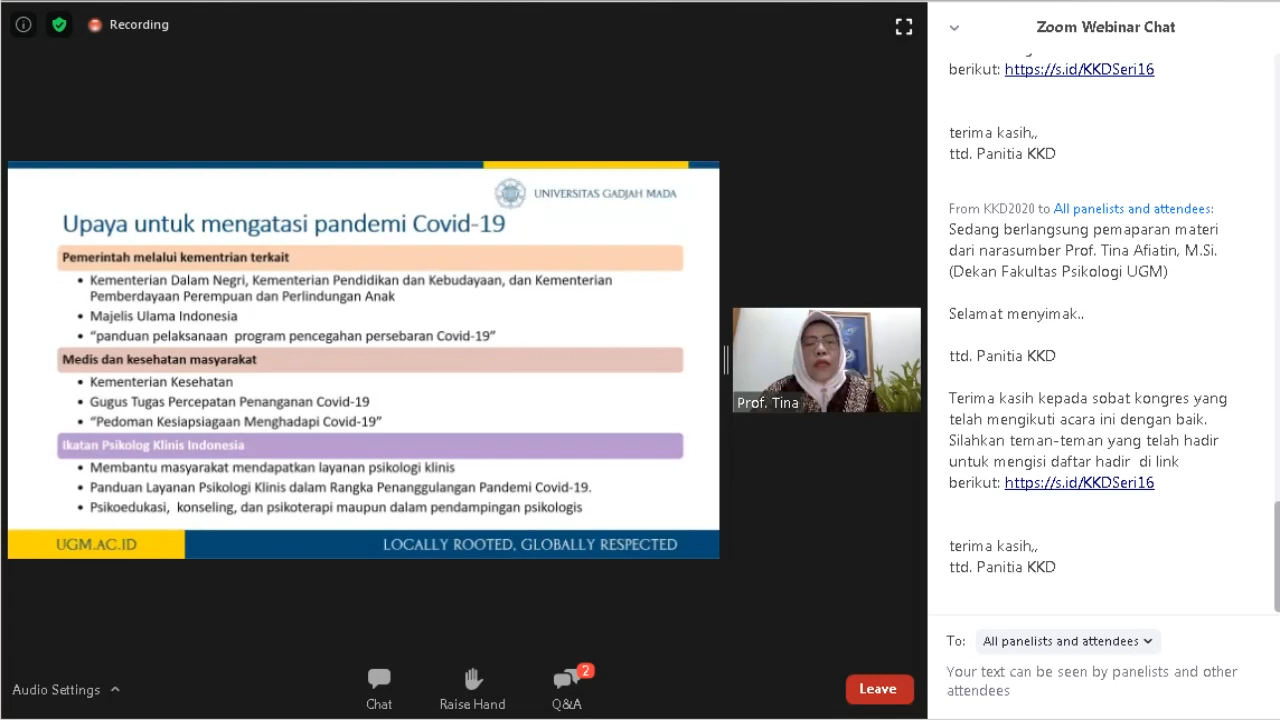 Recording
UNIVERSITAS GADJAH MADA
Upaya untuk mengatasi pandemi Covid-19
Pemerintah melalui kementrian terkait
• Kementerian Dalam Negri, Kementerian Pendidikan dan Kebudayaan, dan Kementerian
Pemberdayaan Perempuan dan Perlindungan Anak
• Majelis Ulama Indonesia
• “panduan pelaksanaan program pencegahan persebaran Covid-19”
Medis dan kesehatan masyarakat
• Kementerian Kesehatan
• Gugus Tugas Percepatan Penanganan Covid-19
• “Pedoman Kesiapsiagaan Menghadapi Covid-19”
Ikatan Psikolog Klinis Indonesia
• Membantu masyarakat mendapatkan layanan psikologi klinis
• Panduan Layanan Psikologi Klinis dalam Rangka Penanggulangan Pandemi Covid-19.
• Psikoedukasi, konseling, dan psikoterapi maupun dalam pendampingan psikologis
UGM.AC.ID
LOCALLY ROOTED, GLOBALLY RESPECTED
Prof. Tina
Audio Settings
Chat
Raise Hand
2
Q&A
Leave
Zoom Webinar Chat
berikut: https://s.id/KKDSeri16
terima kasih,,
ttd. Panitia KKD
From KKD2020 to All panelists and attendees:
Sedang berlangsung pemaparan materi
dari narasumber Prof. Tina Afiatin, M.Si.
(Dekan Fakultas Psikologi UGM)
Selamat menyimak..
ttd. Panitia KKD
Terima kasih kepada sobat kongres yang
telah mengikuti acara ini dengan baik.
Silahkan teman-teman yang telah hadir
untuk mengisi daftar hadir di link
berikut: https://s.id/KKDSeri16
terima kasih,,
ttd. Panitia KKD
To: All panelists and attendees
Your text can be seen by panelists and other
attendees